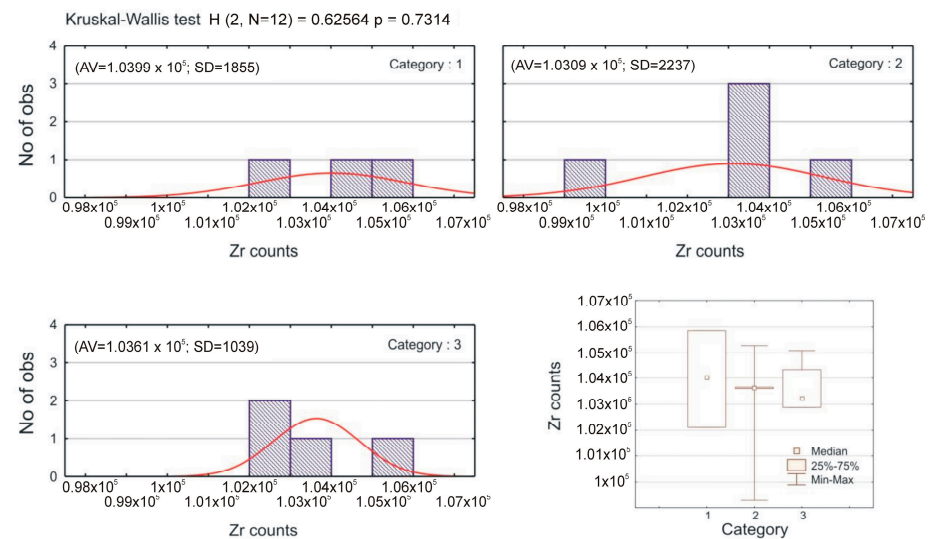 Kruskal-Wallis test H (2, N=12) = 0.62564 p = 0.7314
(AV=1.0399 x 10⁵; SD=1855)
Category : 1
No of obs
4
3
2
1
0
0.98x10⁵ 1x10⁵ 1.02x10⁵ 1.04x10⁵ 1.06x10⁵
0.99x10⁵ 1.01x10⁵ 1.03x10⁵ 1.05x10⁵ 1.07x10⁵
Zr counts
(AV=1.0309 x 10⁵; SD=2237)
Category : 2
0.98x10⁵ 1x10⁵ 1.02x10⁵ 1.04x10⁵ 1.06x10⁵
0.99x10⁵ 1.01x10⁵ 1.03x10⁵ 1.05x10⁵ 1.07x10⁵
Zr counts
(AV=1.0361 x 10⁵; SD=1039)
Category : 3
No of obs
4
3
2
1
0
0.98x10⁵ 1x10⁵ 1.02x10⁵ 1.04x10⁵ 1.06x10⁵
0.99x10⁵ 1.01x10⁵ 1.03x10⁵ 1.05x10⁵ 1.07x10⁵
Zr counts
Zr counts
1.07x10⁵
1.06x10⁵
1.05x10⁵
1.04x10⁵
1.03x10⁶
1.02x10⁵
1.01x10⁵
1x10⁵
Median
25%-75%
Min-Max
1 2 3
Category